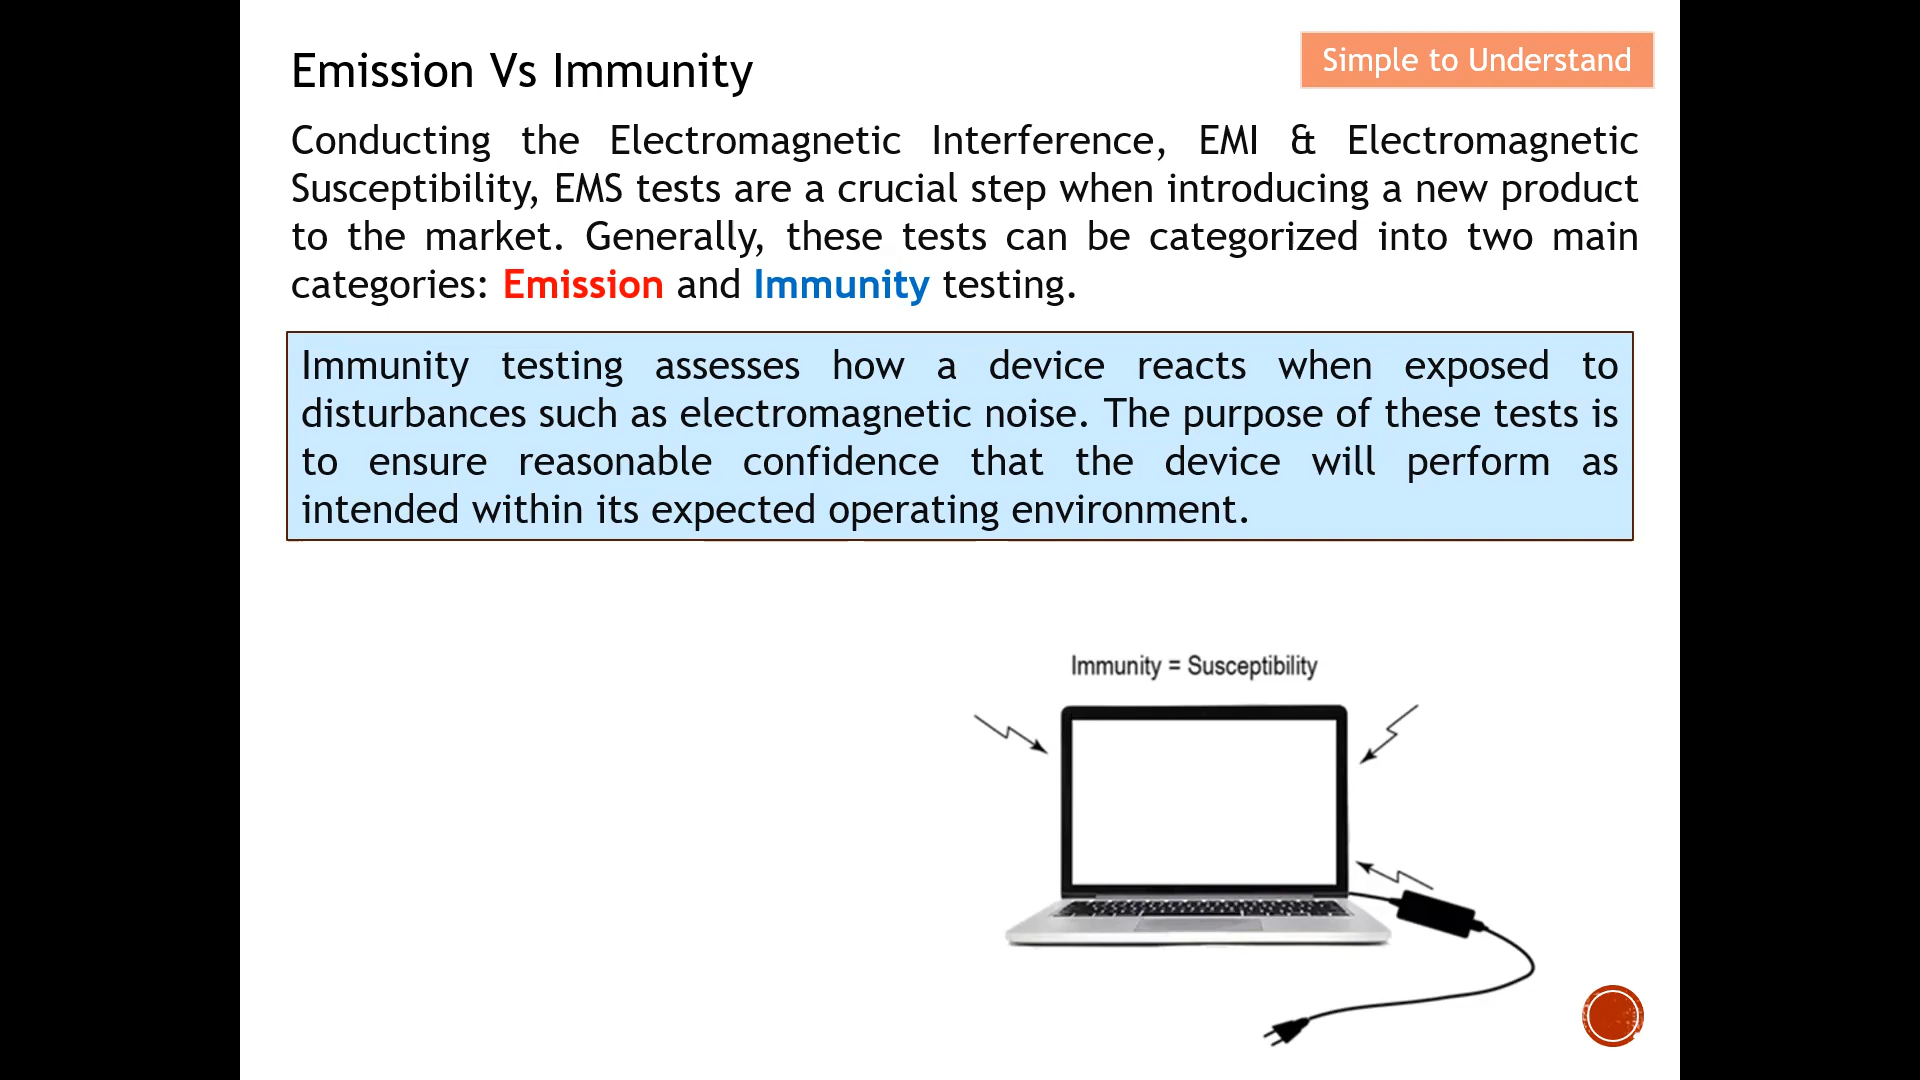 Emission Vs Immunity
Simple to Understand
Conducting the Electromagnetic Interference, EMI & Electromagnetic
Susceptibility, EMS tests are a crucial step when introducing a new product
to the market. Generally, these tests can be categorized into two main
categories: Emission and Immunity testing.
Immunity testing assesses how a device reacts when exposed to
disturbances such as electromagnetic noise. The purpose of these tests is
to ensure reasonable confidence that the device will perform as
intended within its expected operating environment.
Immunity = Susceptibility